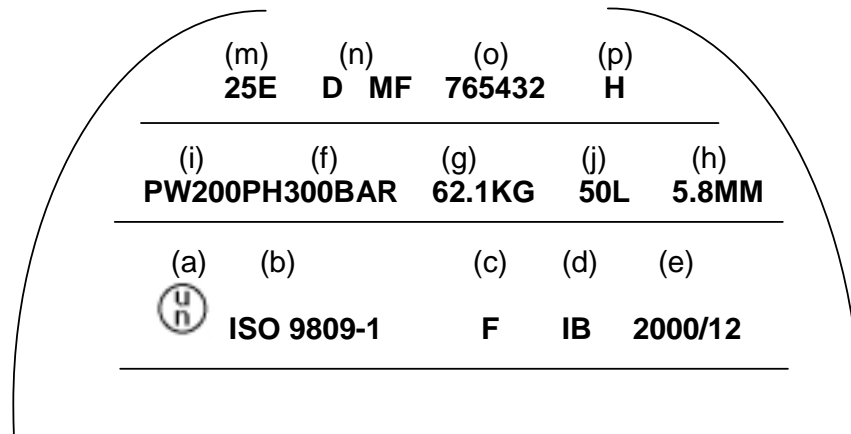 (m) (n) (o) (p)
25E D MF 765432 H
(i) (f) (g) (j) (h)
PW200PH300BAR 62.1KG 50L 5.8MM
(a) (b) (c) (d) (e)
u
n
ISO 9809-1 F IB 2000/12